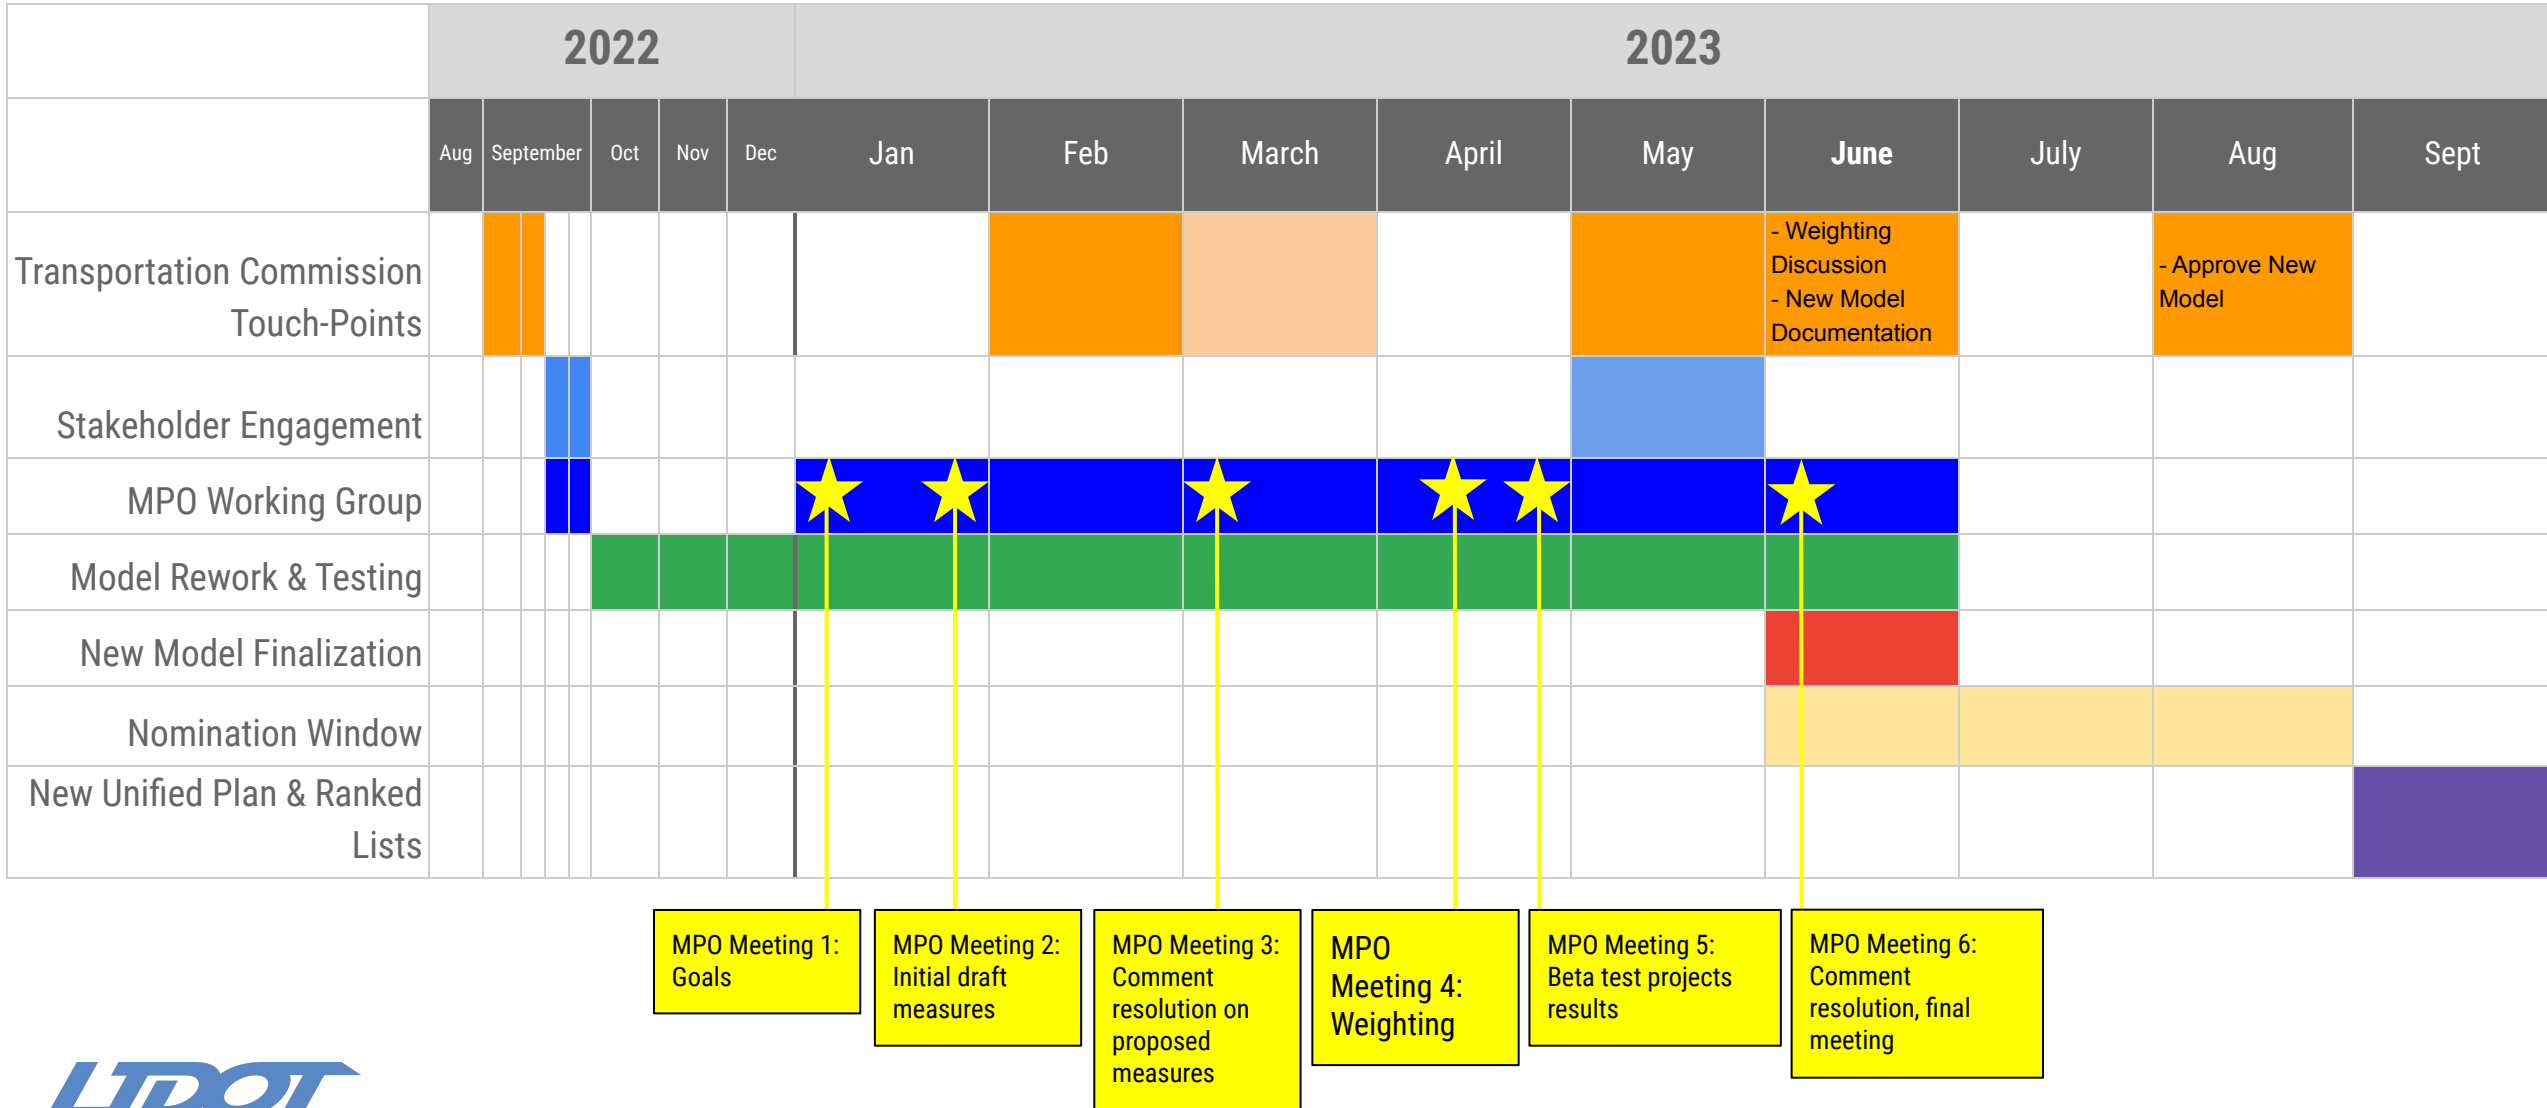 2022
2023
Aug
September
Oct
Nov
Dec
Jan
Feb
March
April
May
June
July
Aug
Sept
Transportation Commission
Touch-Points
- Weighting
Discussion
- New Model
Documentation
- Approve New
Model
Stakeholder Engagement
MPO Working Group
Model Rework & Testing
New Model Finalization
Nomination Window
New Unified Plan & Ranked
Lists
MPO Meeting 1:
Goals
MPO Meeting 2:
Initial draft
measures
MPO Meeting 3:
Comment
resolution on
proposed
measures
MPO
Meeting 4:
Weighting
MPO Meeting 5:
Beta test projects
results
MPO Meeting 6:
Comment
resolution, final
meeting
UDOT